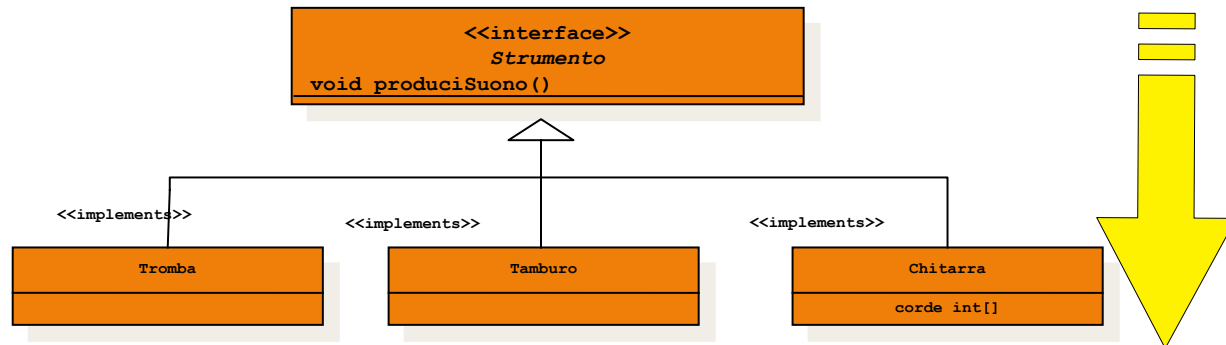 <<interface>>
Strumento
void produciSuono()
<<implements>>
<<implements>>
<<implements>>
Tromba
Tamburo
Chitarra
corde int[]